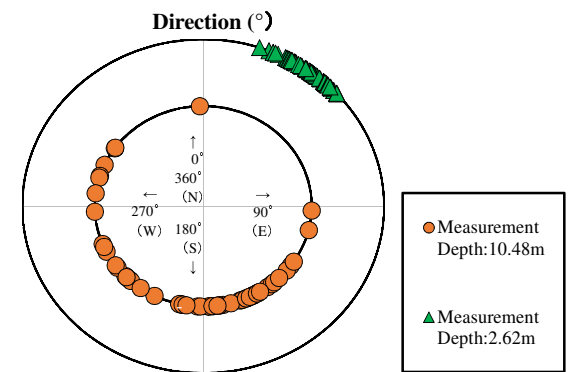 Direction (°)
↑
0°
360°
(N)
← →
270° 90°
(W) (E)
180°
(S)
↓
Measurement
Depth:10.48m
Measurement
Depth:2.62m